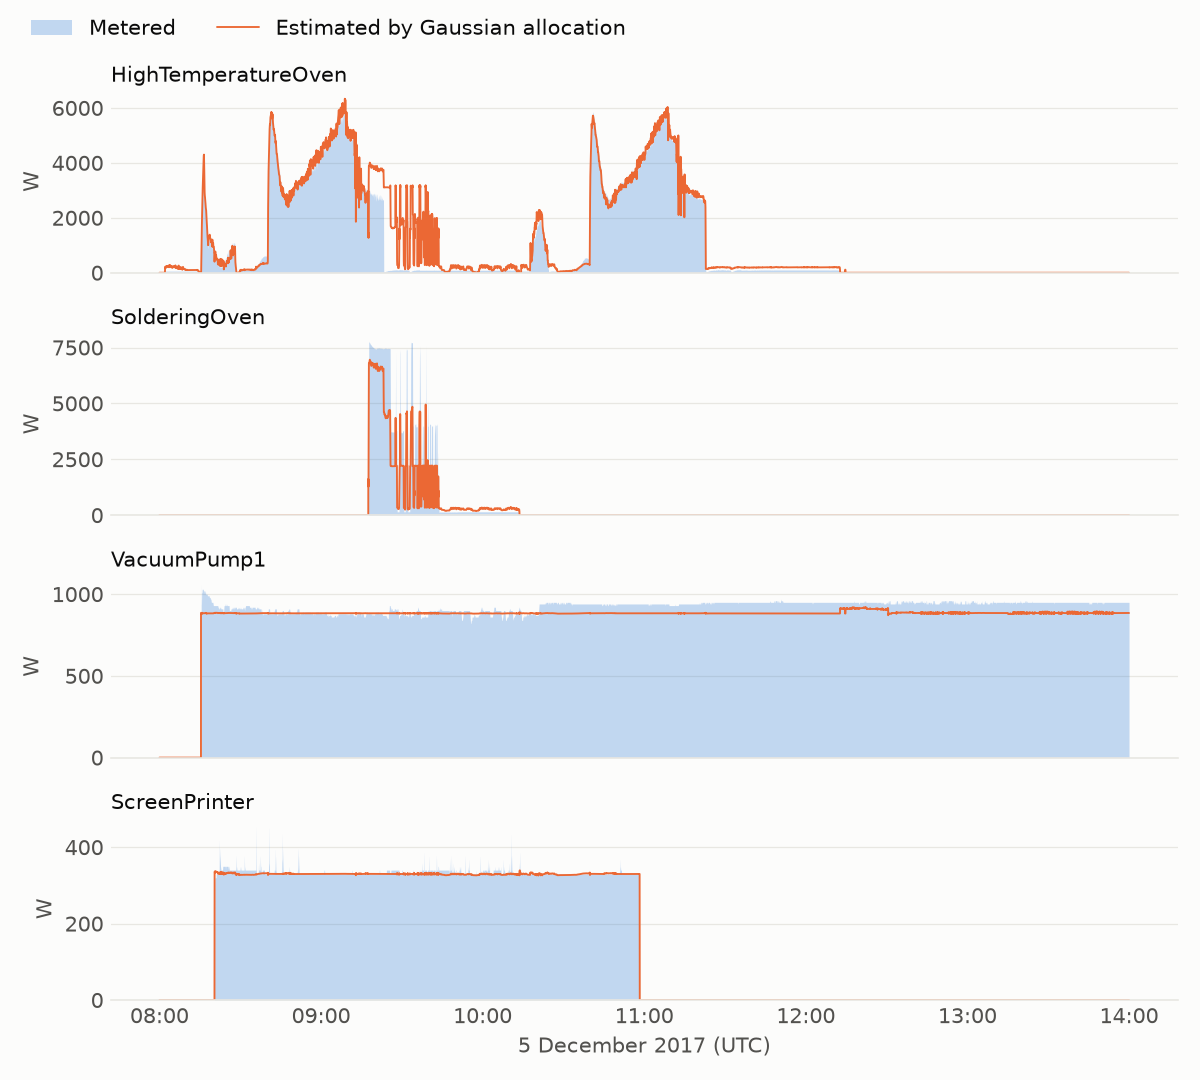 Metered Estimated by Gaussian allocation
HighTemperatureOven
6000
4000
W
2000
0
SolderingOven
7500
5000
W
2500
0
VacuumPump1
1000
W
500
0
ScreenPrinter
400
W
200
0
08:00 09:00 10:00 11:00 12:00 13:00 14:00
5 December 2017 (UTC)